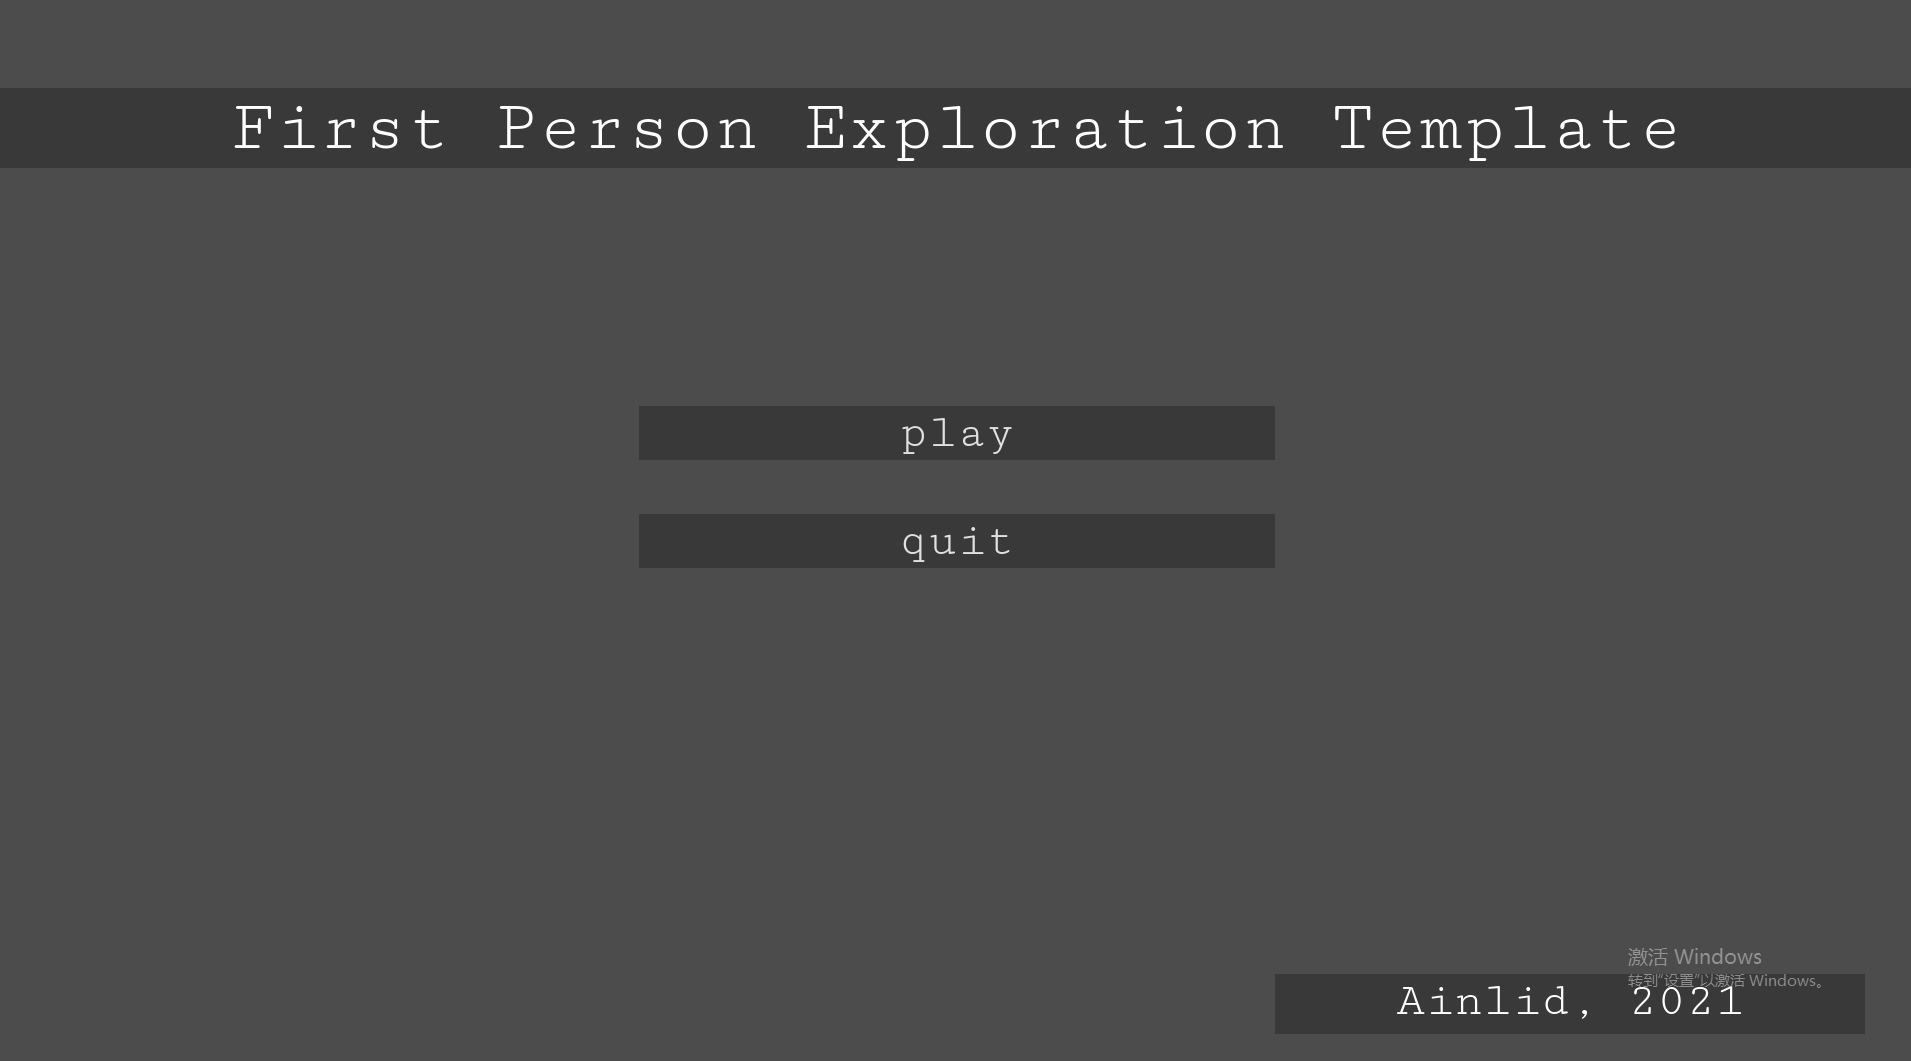 First Person Exploration Template
play
quit
激活 Windows
转到"设置"以激活 Windows。
Ainlid, 2021